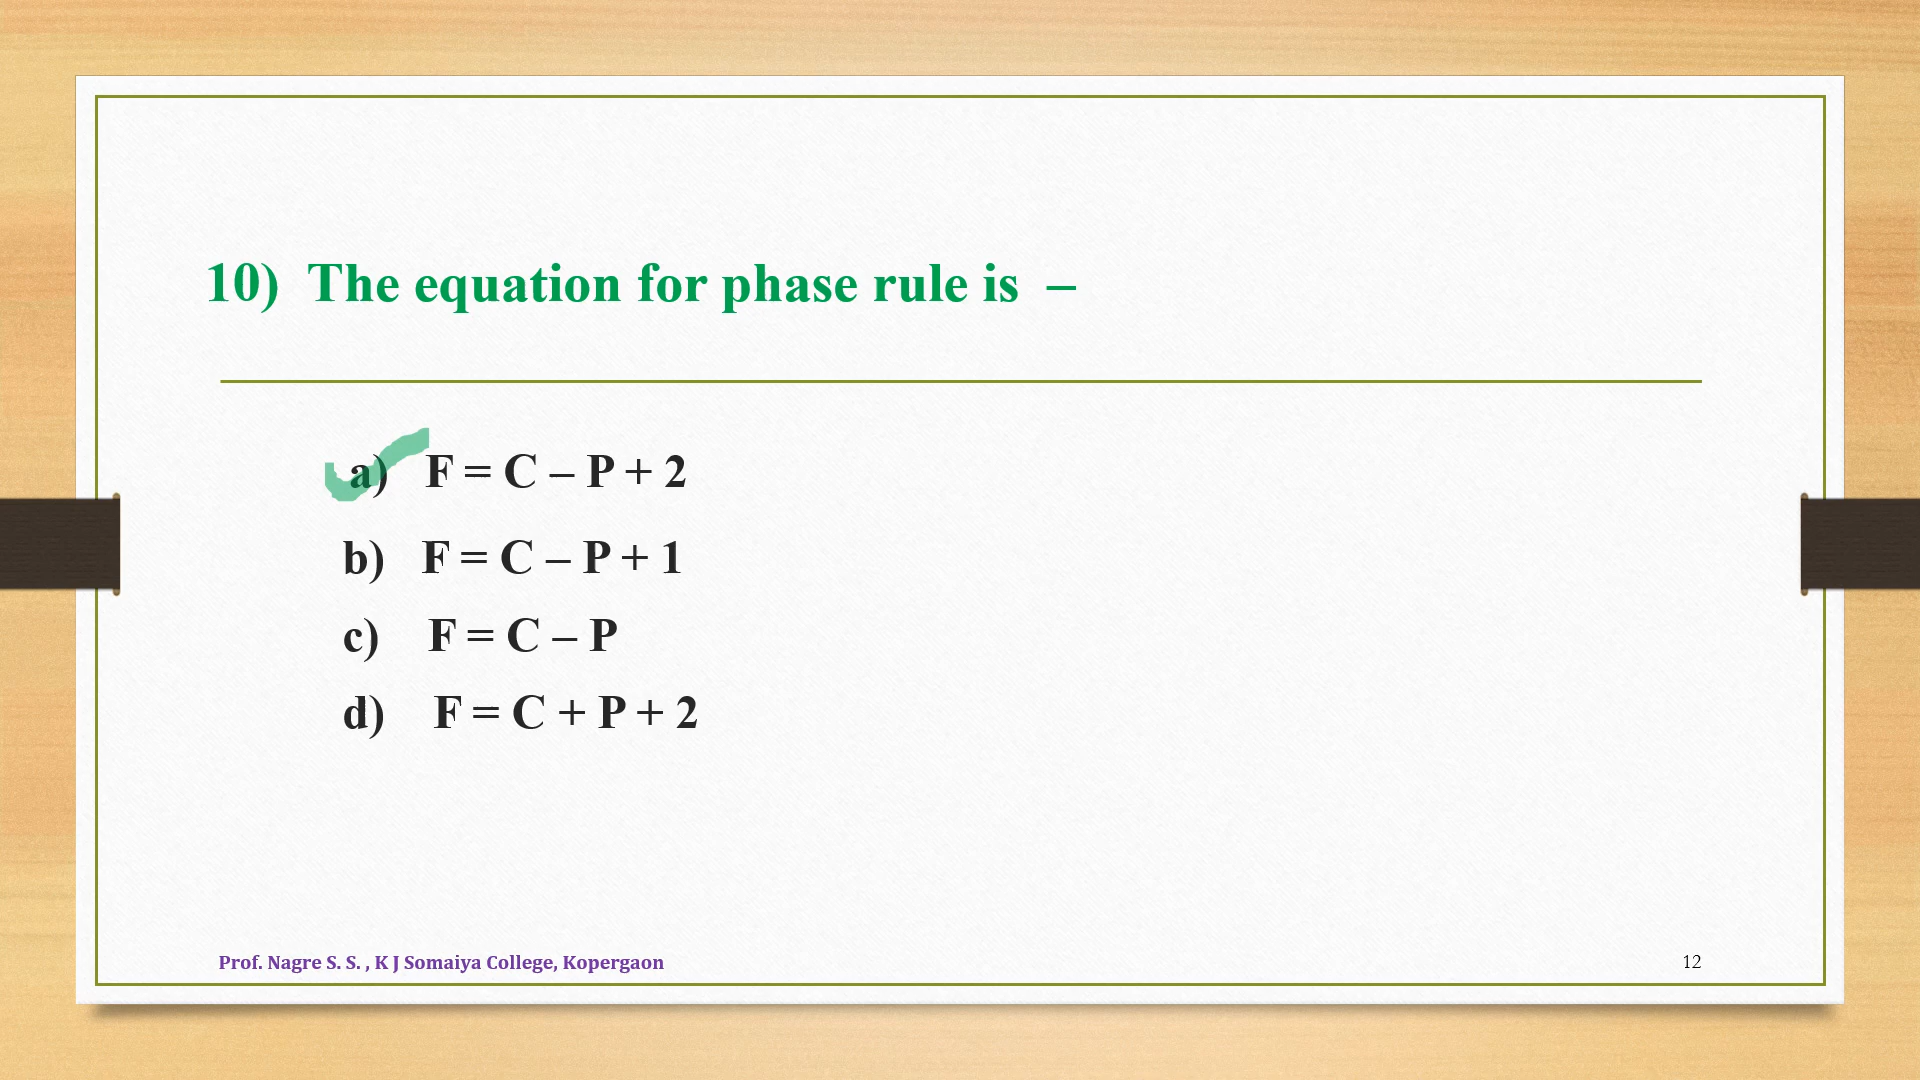 10) The equation for phase rule is –
a) F = C – P + 2
b) F = C – P + 1
c) F = C – P
d) F = C + P + 2
Prof. Nagre S. S. , K J Somaiya College, Kopergaon
12